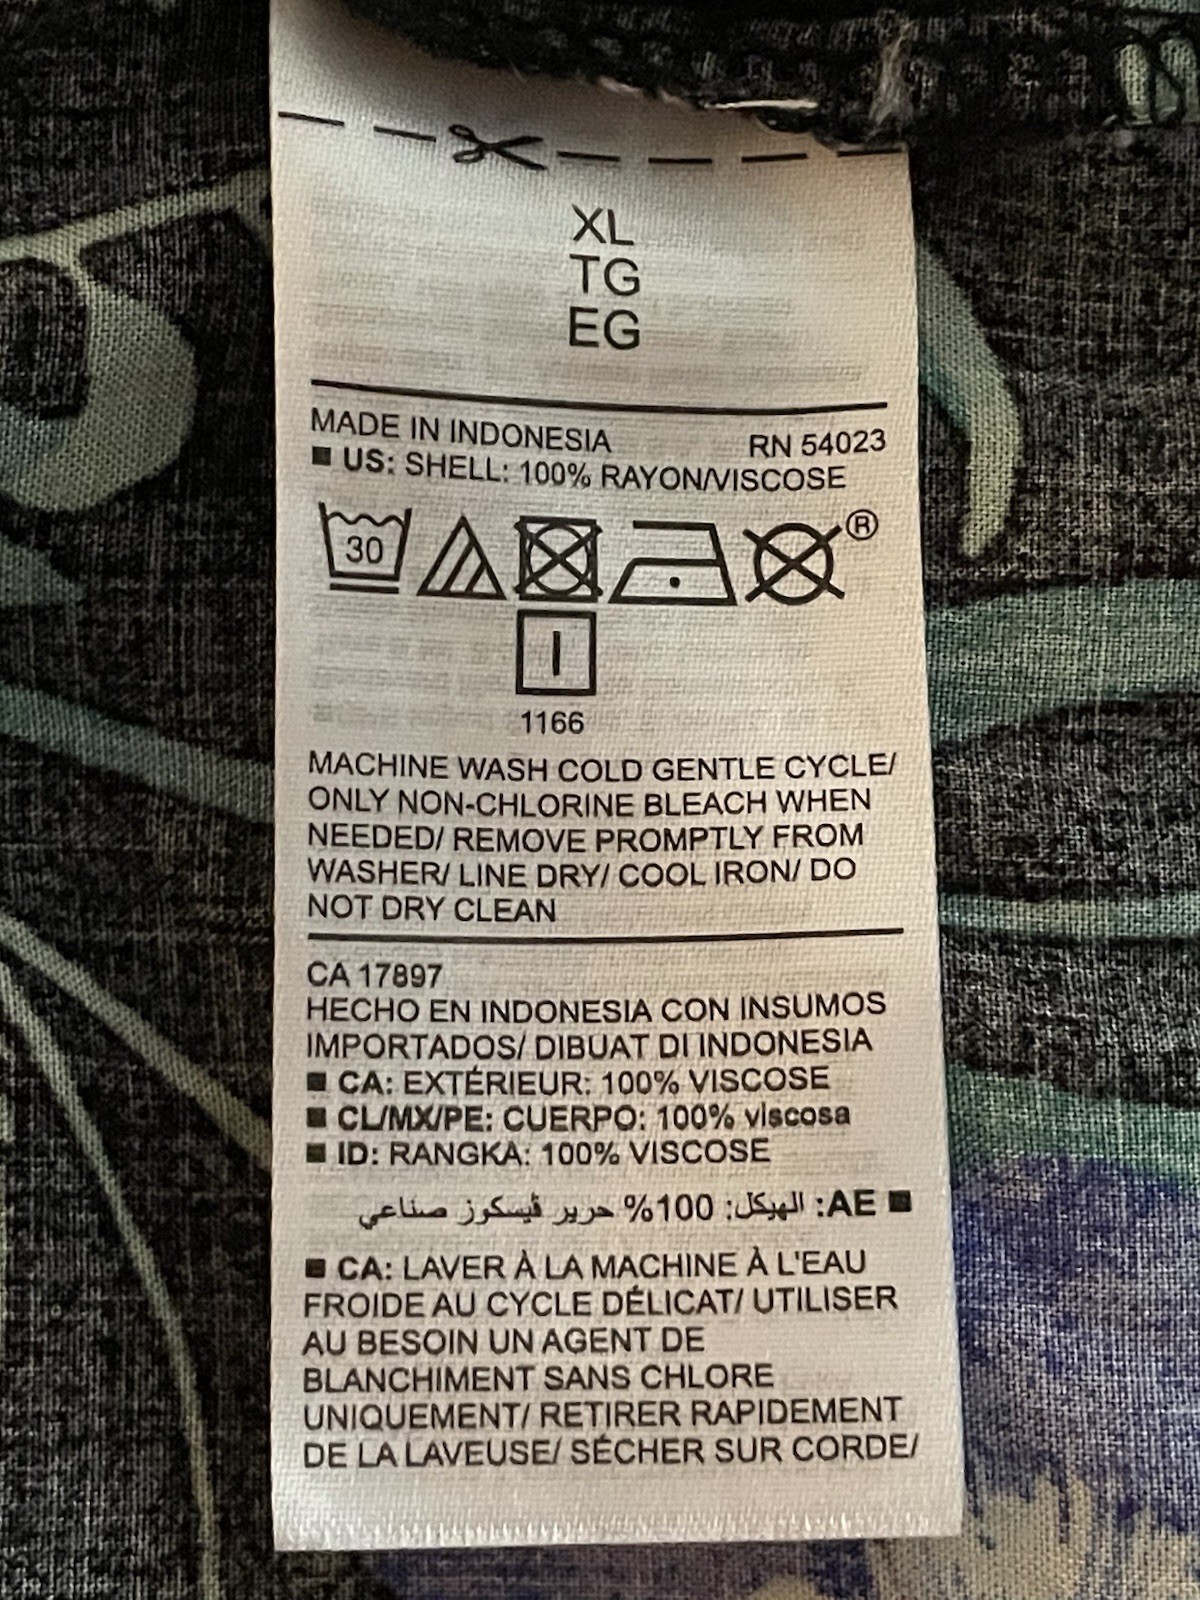 XL
TG
EG
MADE IN INDONESIA RN 54023
■ US: SHELL: 100% RAYON/VISCOSE
30 ®
1166
MACHINE WASH COLD GENTLE CYCLE/
ONLY NON-CHLORINE BLEACH WHEN
NEEDED/ REMOVE PROMPTLY FROM
WASHER/ LINE DRY/ COOL IRON/ DO
NOT DRY CLEAN
CA 17897
HECHO EN INDONESIA CON INSUMOS
IMPORTADOS/ DIBUAT DI INDONESIA
■ CA: EXTÉRIEUR: 100% VISCOSE
■ CL/MX/PE: CUERPO: 100% viscosa
■ ID: RANGKA: 100% VISCOSE
■ AE: الهيكل: 100% حرير ڤيسكوز صناعي
■ CA: LAVER À LA MACHINE À L'EAU
FROIDE AU CYCLE DÉLICAT/ UTILISER
AU BESOIN UN AGENT DE
BLANCHIMENT SANS CHLORE
UNIQUEMENT/ RETIRER RAPIDEMENT
DE LA LAVEUSE/ SÉCHER SUR CORDE/